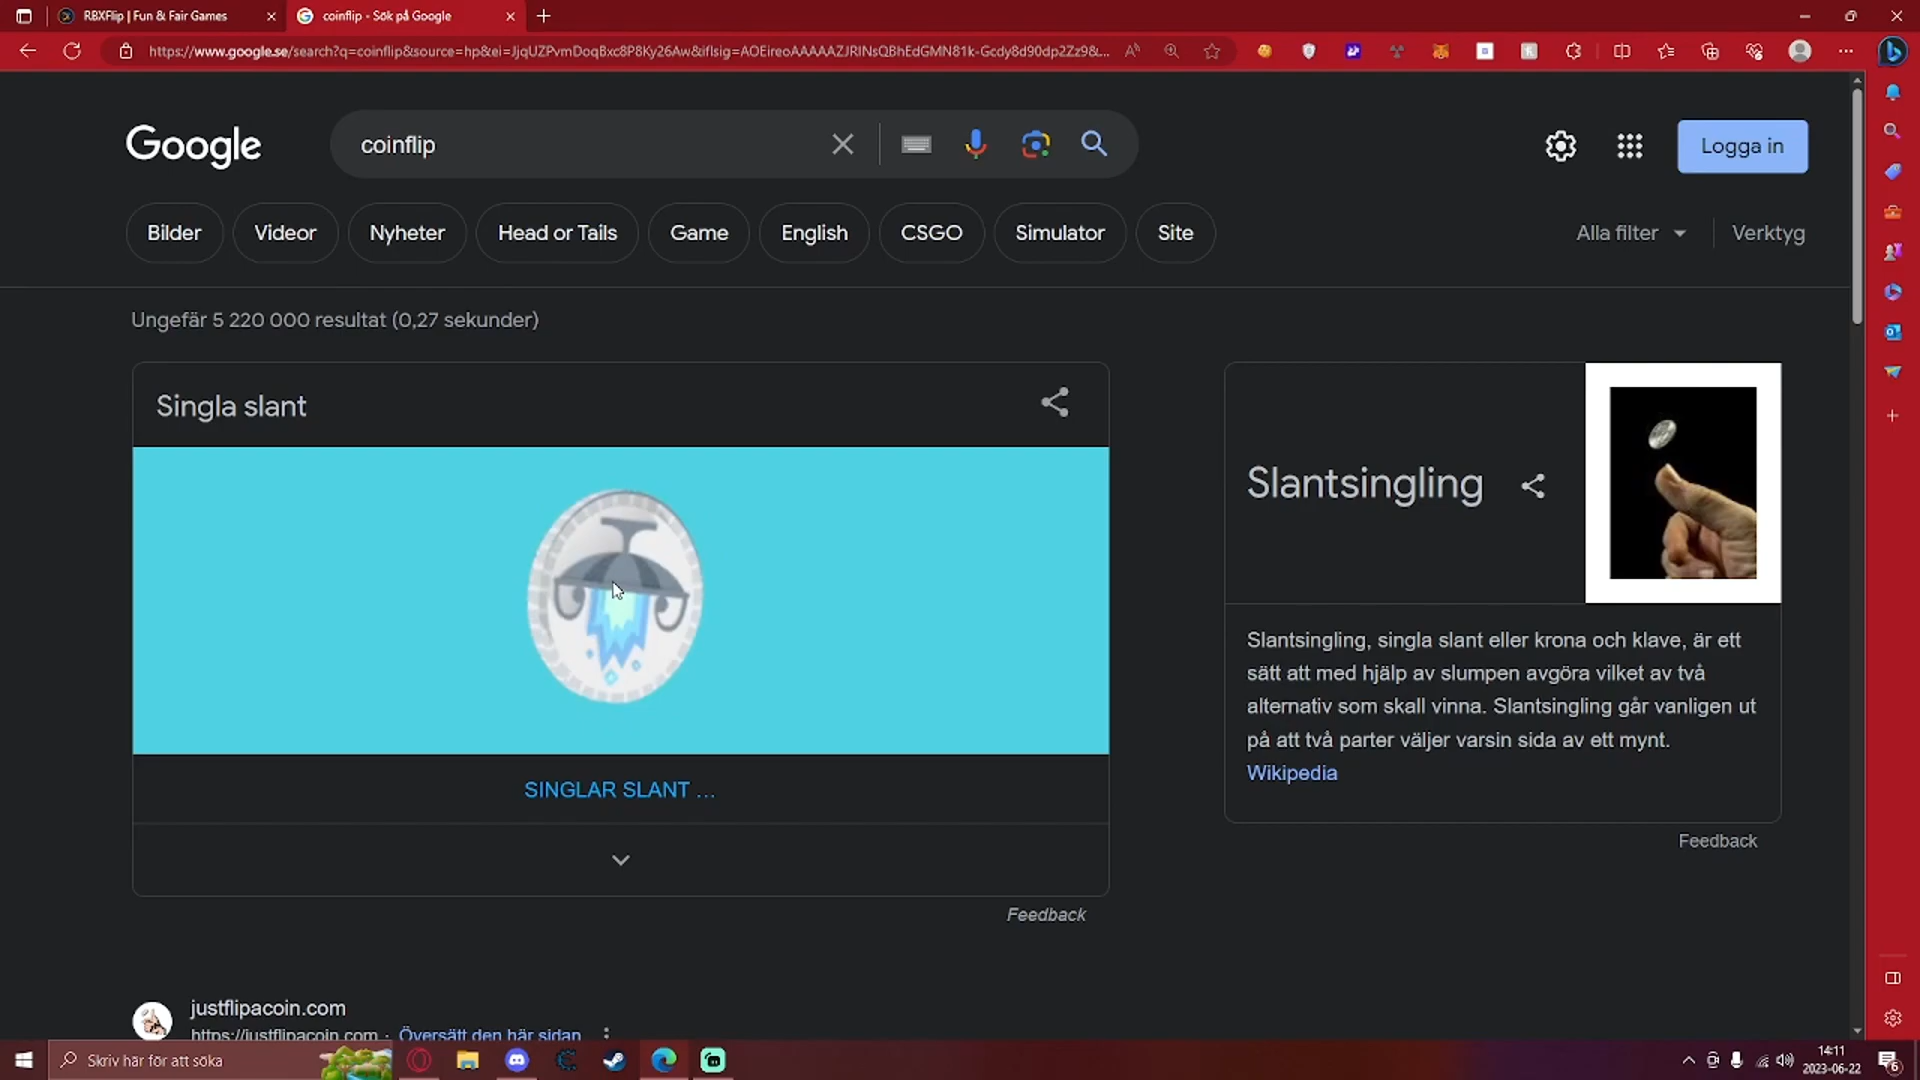 RBXFlip | Fun & Fair Games
coinflip - Sök på Google
https://www.google.se/search?q=coinflip&source=hp&ei=JjqUZPvmDoqBxc8P8Ky26Aw&iflsig=AOEireoAAAAAZJRINsQBhEdGMN81k-Gcdy8d90dp2Zz9&...
Google
coinflip
Logga in
Bilder
Videor
Nyheter
Head or Tails
Game
English
CSGO
Simulator
Site
Alla filter
Verktyg
Ungefär 5 220 000 resultat (0,27 sekunder)
Singla slant
SINGLAR SLANT ...
Feedback
Slantsingling
Slantsingling, singla slant eller krona och klave, är ett
sätt att med hjälp av slumpen avgöra vilket av två
alternativ som skall vinna. Slantsingling går vanligen ut
på att två parter väljer varsin sida av ett mynt.
Wikipedia
Feedback
justflipacoin.com
https://justflipacoin.com · Översätt den här sidan
Skriv här för att söka
14:11
2023-06-22
6